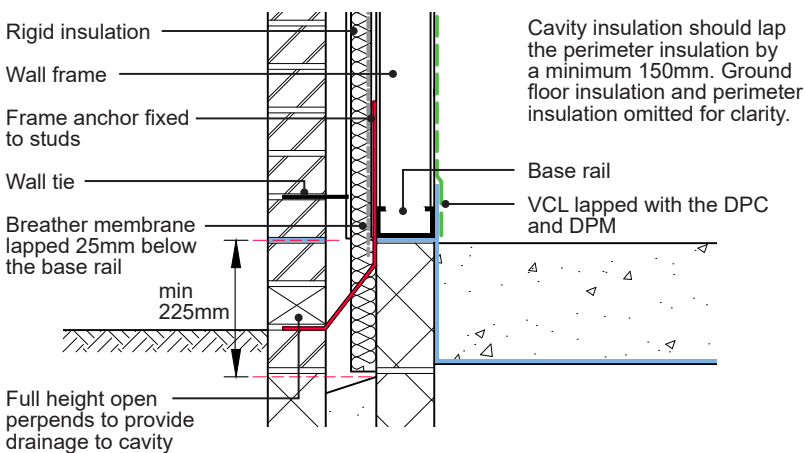 Rigid insulation
Wall frame
Frame anchor fixed
to studs
Wall tie
Breather membrane
lapped 25mm below
the base rail
min
225mm
Full height open
perpends to provide
drainage to cavity
Cavity insulation should lap
the perimeter insulation by
a minimum 150mm. Ground
floor insulation and perimeter
insulation omitted for clarity.
Base rail
VCL lapped with the DPC
and DPM